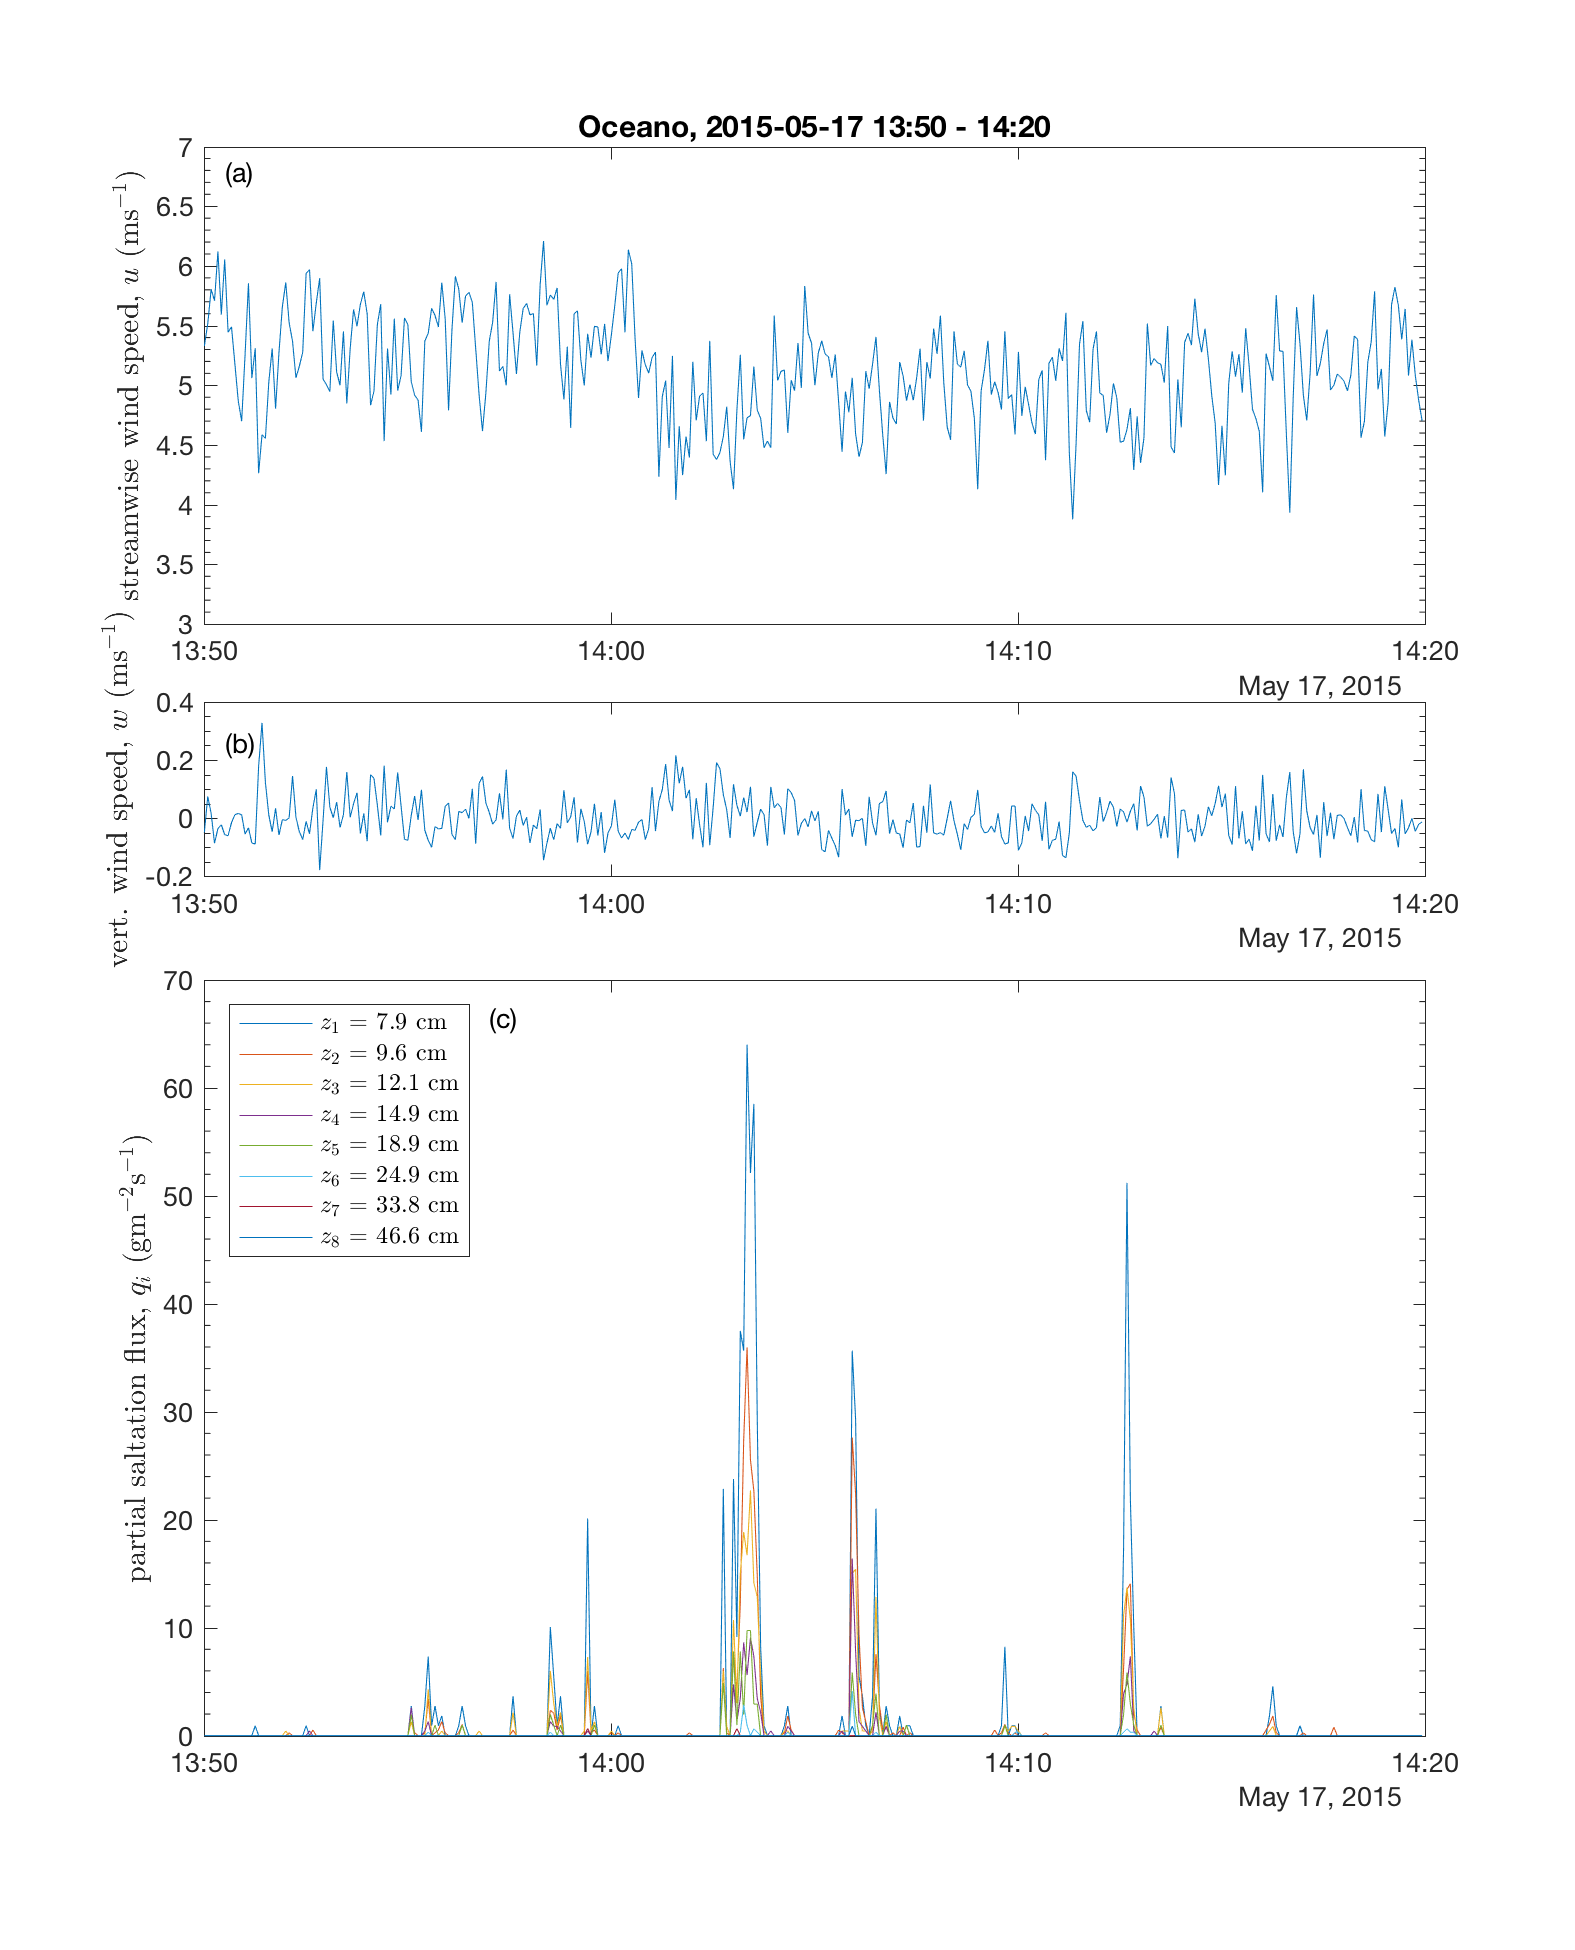 Oceano, 2015-05-17 13:50 - 14:20
(a)
streamwise wind speed, u (ms⁻¹)
7
6.5
6
5.5
5
4.5
4
3.5
3
13:50 14:00 14:10 14:20
May 17, 2015
(b)
vert. wind speed, w (ms⁻¹)
0.4
0.2
0
-0.2
13:50 14:00 14:10 14:20
May 17, 2015
(c)
partial saltation flux, qᵢ (gm⁻²s⁻¹)
70
60
50
40
30
20
10
0
z₁ = 7.9 cm
z₂ = 9.6 cm
z₃ = 12.1 cm
z₄ = 14.9 cm
z₅ = 18.9 cm
z₆ = 24.9 cm
z₇ = 33.8 cm
z₈ = 46.6 cm
13:50 14:00 14:10 14:20
May 17, 2015